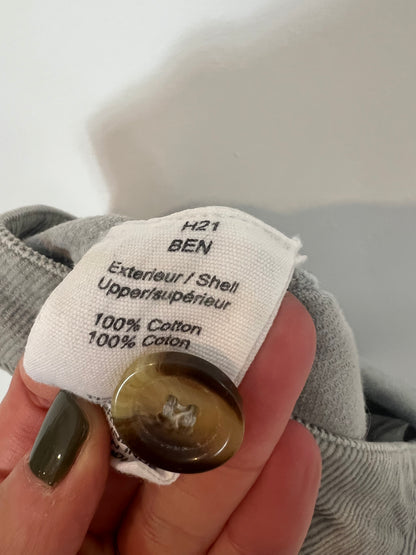 H21
BEN
Exterieur / Shell
Upper/supérieur
100% Cotton
100% Coton